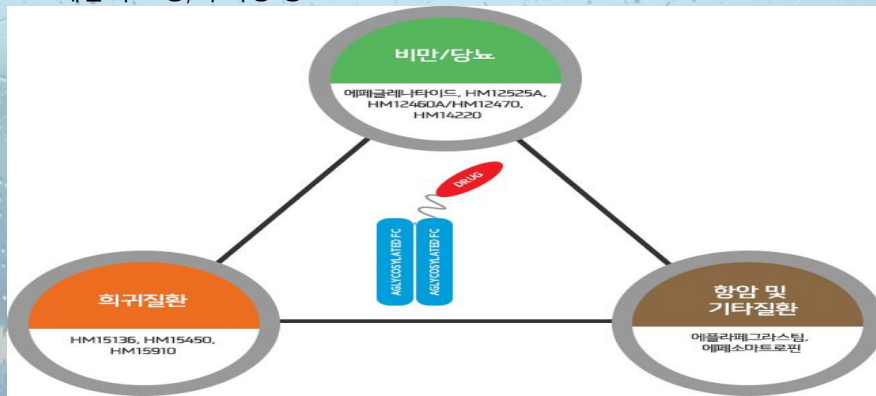 비만/당뇨
에페글레나타이드, HM12525A,
HM12460A/HM12470,
HM14220
DRUG
AGLYCOSYLATED FC
AGLYCOSYLATED FC
희귀질환
HM15136, HM15450,
HM15910
항암 및
기타질환
에플라페그라스팀,
에페소마트로핀